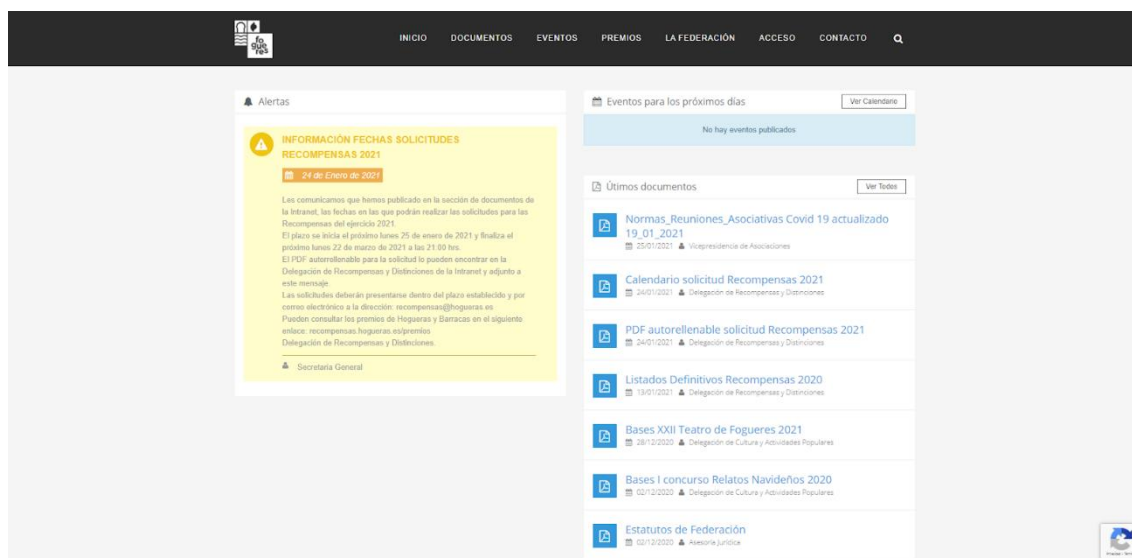 fo
gue
res
INICIO DOCUMENTOS EVENTOS PREMIOS LA FEDERACIÓN ACCESO CONTACTO
Alertas
INFORMACIÓN FECHAS SOLICITUDES
RECOMPENSAS 2021
24 de Enero de 2021
Les comunicamos que hemos publicado en la sección de documentos de
la Intranet, las fechas en las que podrán realizar las solicitudes para las
Recompensas del ejercicio 2021.
El plazo se inicia el próximo lunes 25 de enero de 2021 y finaliza el
próximo lunes 22 de marzo de 2021 a las 21:00 hrs.
El PDF autorrellenable para la solicitud lo pueden encontrar en la
Delegación de Recompensas y Distinciones de la Intranet y adjunto a
este mensaje.
Las solicitudes deberán presentarse dentro del plazo establecido y por
correo electrónico a la dirección: recompensas@hogueras.es
Pueden consultar los premios de Hogueras y Barracas en el siguiente
enlace: recompensas.hogueras.es/premios
Delegación de Recompensas y Distinciones.
Secretaría General
Eventos para los próximos días
Ver Calendario
No hay eventos publicados
Útimos documentos
Ver Todos
Normas_Reuniones_Asociativas Covid 19 actualizado
19_01_2021
25/01/2021 Vicepresidencia de Asociaciones
Calendario solicitud Recompensas 2021
24/01/2021 Delegación de Recompensas y Distinciones
PDF autorellenable solicitud Recompensas 2021
24/01/2021 Delegación de Recompensas y Distinciones
Listados Definitivos Recompensas 2020
13/01/2021 Delegación de Recompensas y Distinciones
Bases XXII Teatro de Fogueres 2021
28/12/2020 Delegación de Cultura y Actividades Populares
Bases I concurso Relatos Navideños 2020
02/12/2020 Delegación de Cultura y Actividades Populares
Estatutos de Federación
02/12/2020 Asesoría Jurídica